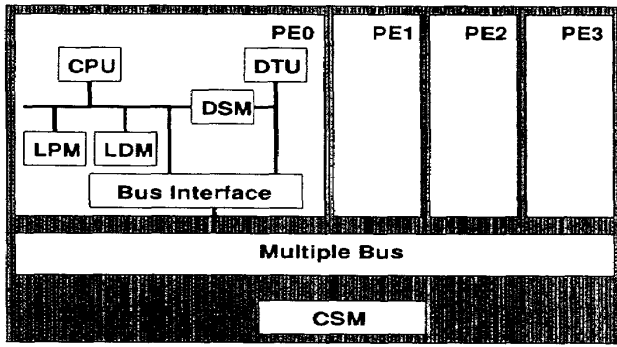 PE0 PE1 PE2 PE3
CPU DTU
DSM
LPM LDM
Bus Interface
Multiple Bus
CSM